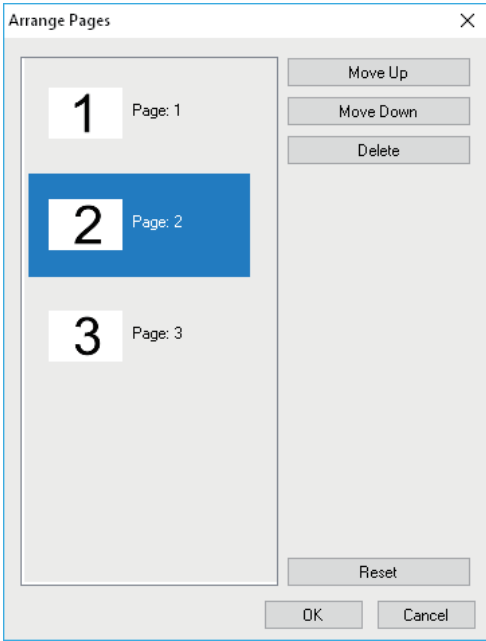 Arrange Pages
1 Page: 1
2 Page: 2
3 Page: 3
Move Up
Move Down
Delete
Reset
OK Cancel